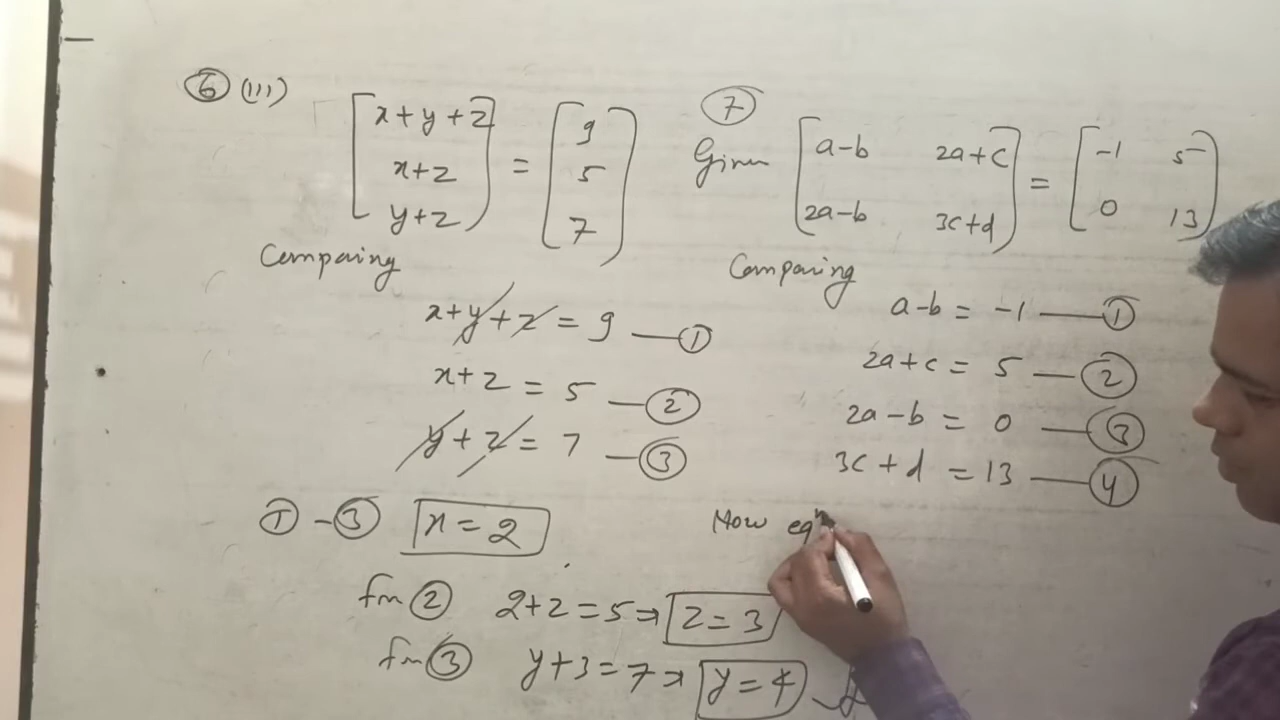 6 (iii)
[x+y+z]
[x+z] = [9 5 7]
[y+z]
Comparing
x+y+z = 9 — 1
x+z = 5 — 2
y+z = 7 — 3
1 - 3 x = 2
fm 2 2+z = 5 ⇒ z = 3
fm 3 y+3 = 7 ⇒ y = 4
7
Given [a-b 2a+c] = [-1 5]
[2a-b 3c+d] [0 13]
Comparing
a-b = -1 — 1
2a+c = 5 — 2
2a-b = 0 — 3
3c+d = 13 — 4
Now eqn